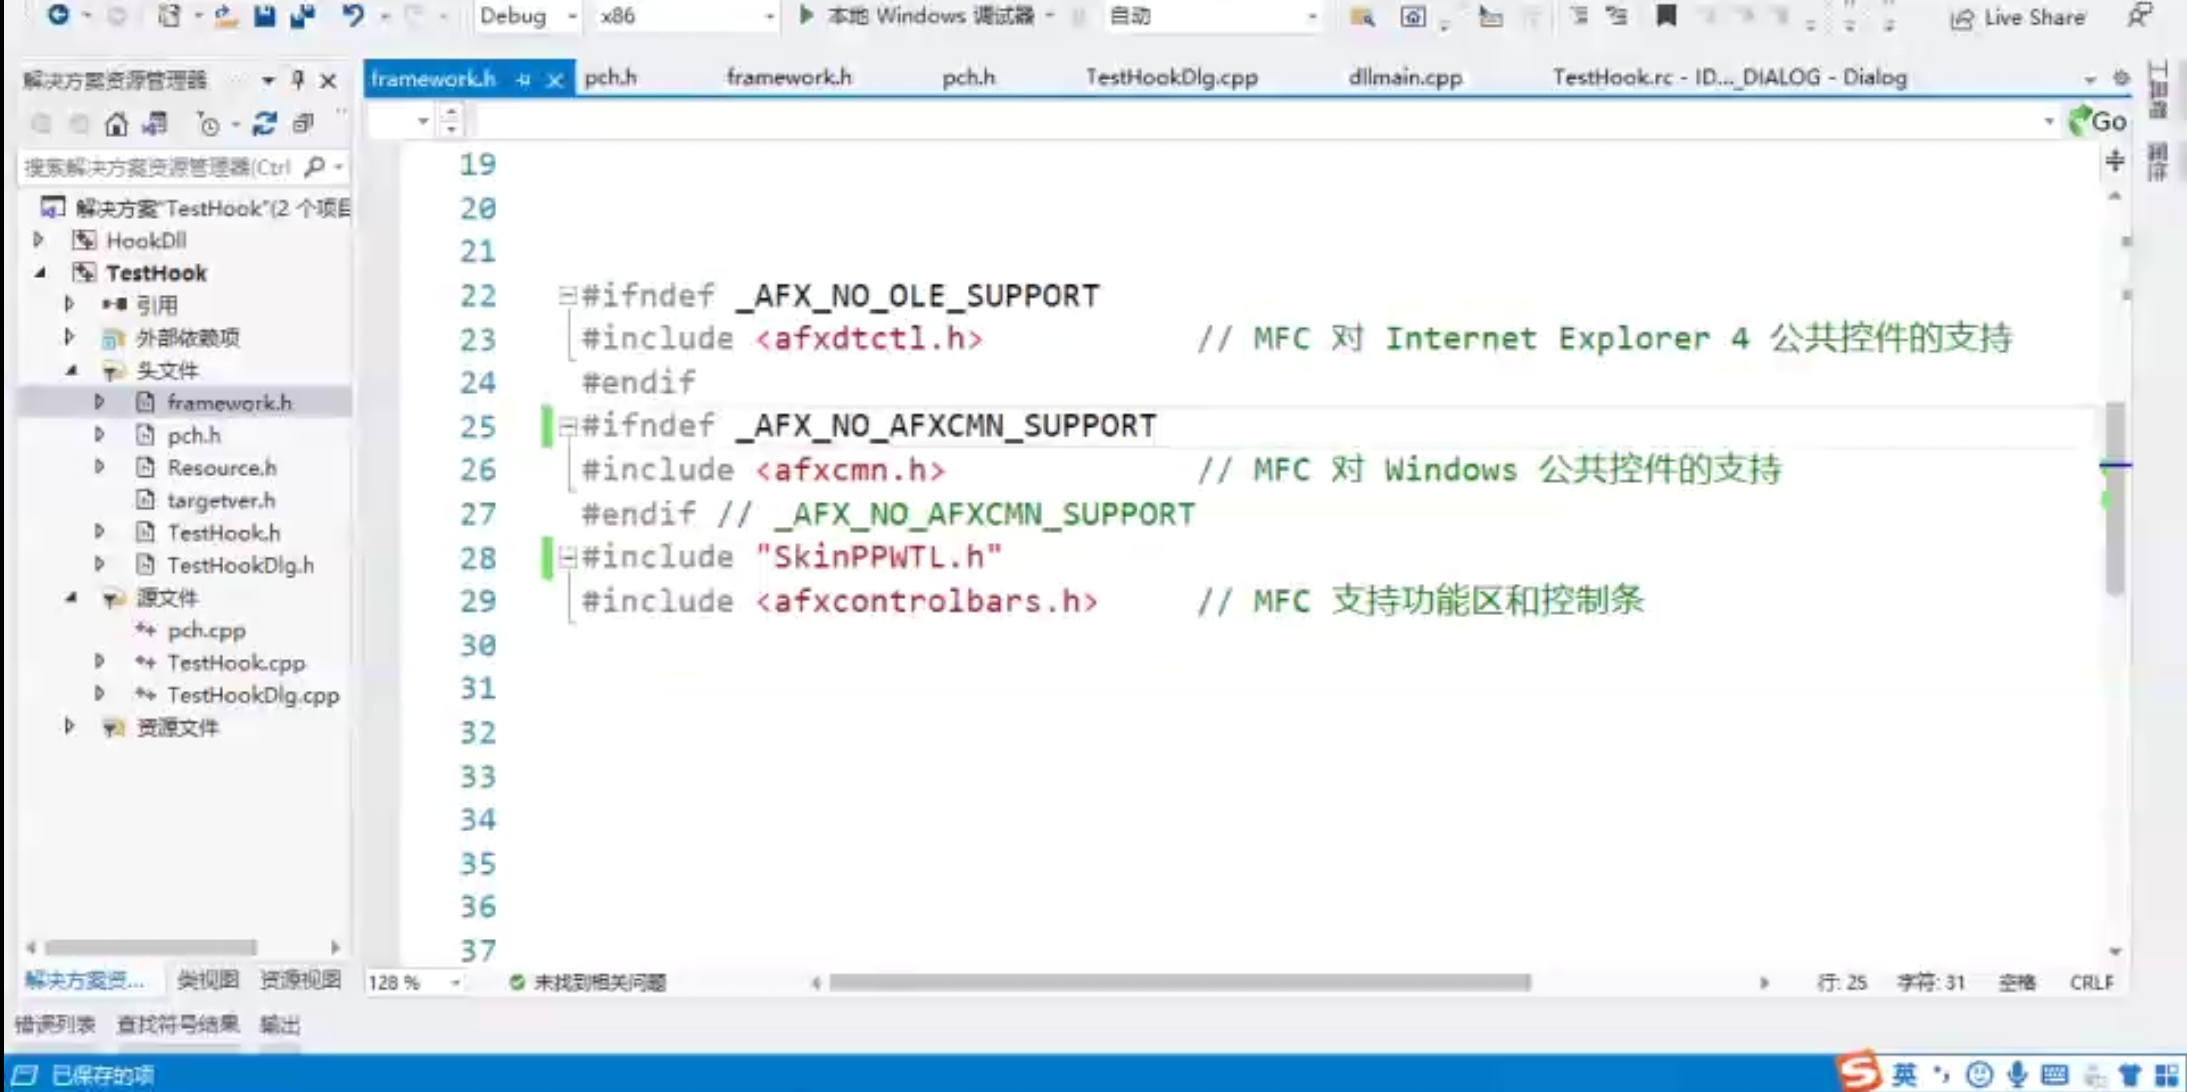 Debug x86 本地 Windows 调试器 自动 Live Share
解决方案资源管理器
framework.h pch.h framework.h pch.h TestHookDlg.cpp dllmain.cpp TestHook.rc - ID..._DIALOG - Dialog
Go
搜索解决方案资源管理器(Ctrl
解决方案"TestHook"(2 个项目
HookDll
TestHook
引用
外部依赖项
头文件
framework.h
pch.h
Resource.h
targetver.h
TestHook.h
TestHookDlg.h
源文件
pch.cpp
TestHook.cpp
TestHookDlg.cpp
资源文件
19
20
21
22 #ifndef _AFX_NO_OLE_SUPPORT
23 #include <afxdtctl.h> // MFC 对 Internet Explorer 4 公共控件的支持
24 #endif
25 #ifndef _AFX_NO_AFXCMN_SUPPORT
26 #include <afxcmn.h> // MFC 对 Windows 公共控件的支持
27 #endif // _AFX_NO_AFXCMN_SUPPORT
28 #include "SkinPPWTL.h"
29 #include <afxcontrolbars.h> // MFC 支持功能区和控制条
30
31
32
33
34
35
36
37
解决方案资... 类视图 资源视图
128 % 未找到相关问题 行: 25 字符: 31 空格 CRLF
错误列表 查找符号结果 输出
已保存的项
英